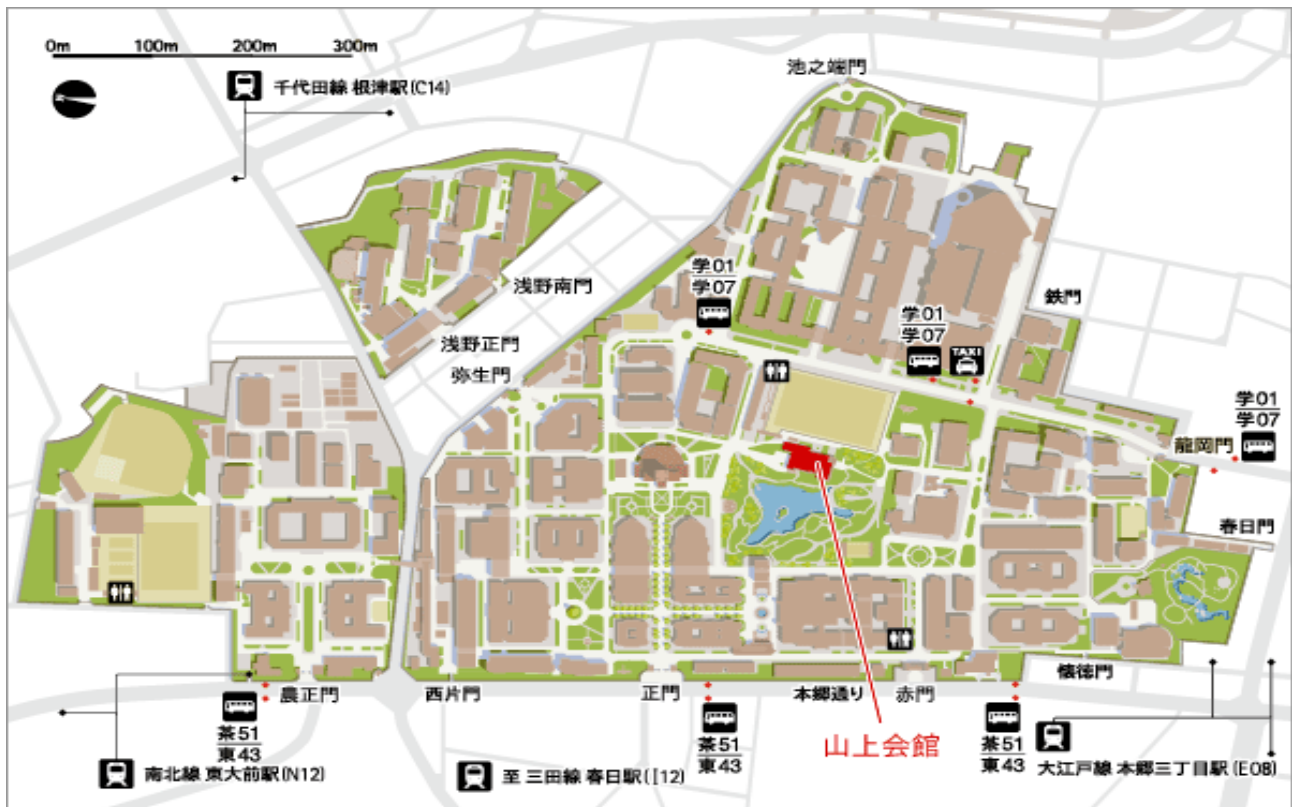 0m 100m 200m 300m
千代田線 根津駅(C14)
池之端門
浅野南門
学01
学07
鉄門
学01
学07
TAXI
浅野正門
弥生門
学01
学07
龍岡門
春日門
懐徳門
農正門
西片門
正門
本郷通り
赤門
茶51
東43
茶51
東43
茶51
東43
山上会館
南北線 東大前駅(N12)
至 三田線 春日駅(I12)
大江戸線 本郷三丁目駅(E08)